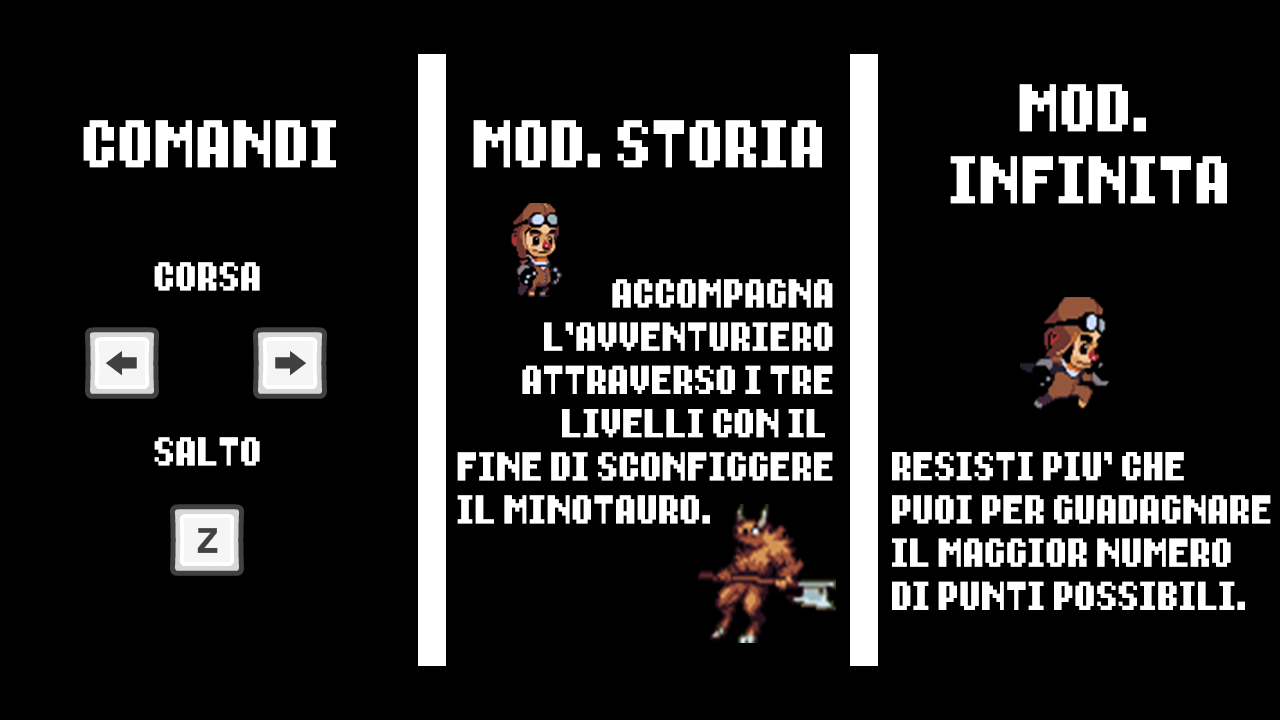 COMANDI
CORSA
SALTO
Z
MOD. STORIA
ACCOMPAGNA
L'AVVENTURIERO
ATTRAVERSO I TRE
LIVELLI CON IL
FINE DI SCONFIGGERE
IL MINOTAURO.
MOD.
INFINITA
RESISTI PIU' CHE
PUOI PER GUADAGNARE
IL MAGGIOR NUMERO
DI PUNTI POSSIBILI.